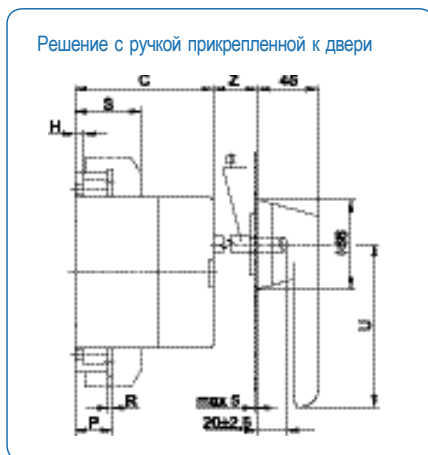 Решение с ручкой прикрепленной к двери
C
Z
45
S
H
U
max 5
R
20±2.5
P